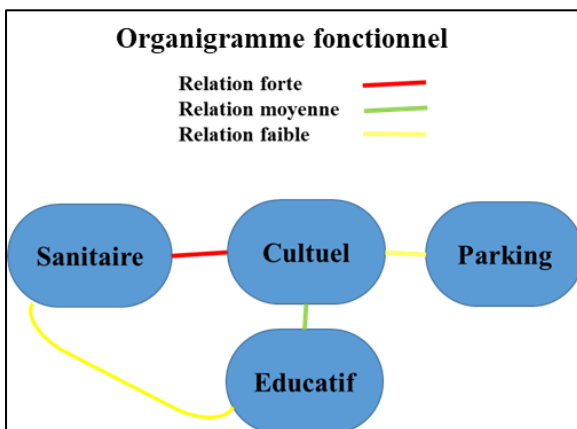 Organigramme fonctionnel
Relation forte
Relation moyenne
Relation faible
Sanitaire
Cultuel
Parking
Educatif